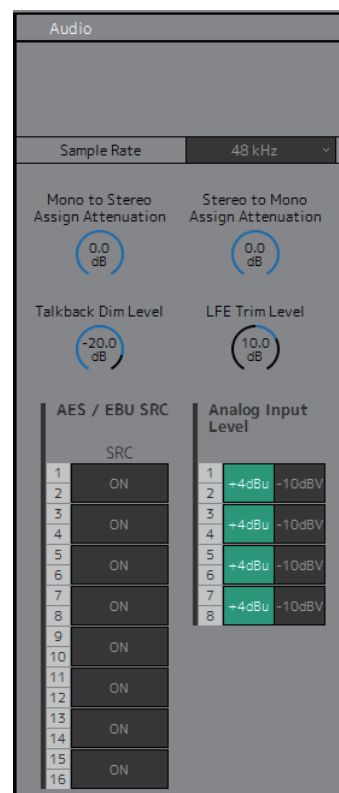 Audio
Sample Rate 48 kHz
Mono to Stereo
Assign Attenuation
0.0
dB
Stereo to Mono
Assign Attenuation
0.0
dB
Talkback Dim Level
-20.0
dB
LFE Trim Level
10.0
dB
AES / EBU SRC
SRC
1
2
ON
3
4
ON
5
6
ON
7
8
ON
9
10
ON
11
12
ON
13
14
ON
15
16
ON
Analog Input
Level
1
2
+4dBu -10dBV
3
4
+4dBu -10dBV
5
6
+4dBu -10dBV
7
8
+4dBu -10dBV